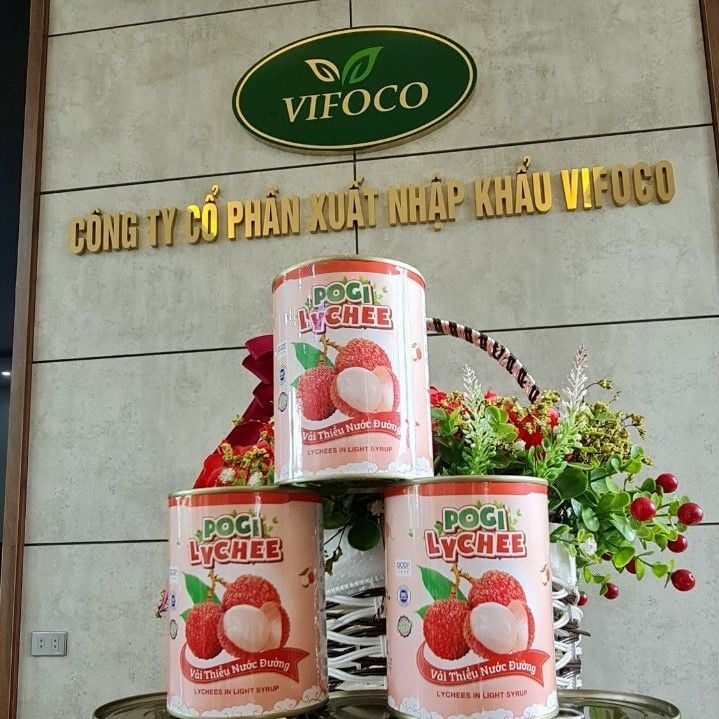 VIFOCO
CÔNG TY CỔ PHẦN XUẤT NHẬP KHẨU VIFOCO
POGI
LYCHEE
Vải Thiều Nước Đường
LYCHEES IN LIGHT SYRUP
POGI
LYCHEE
Vải Thiều Nước Đường
LYCHEES IN LIGHT SYRUP
POGI
LYCHEE
Vải Thiều Nước Đường
LYCHEES IN LIGHT SYRUP